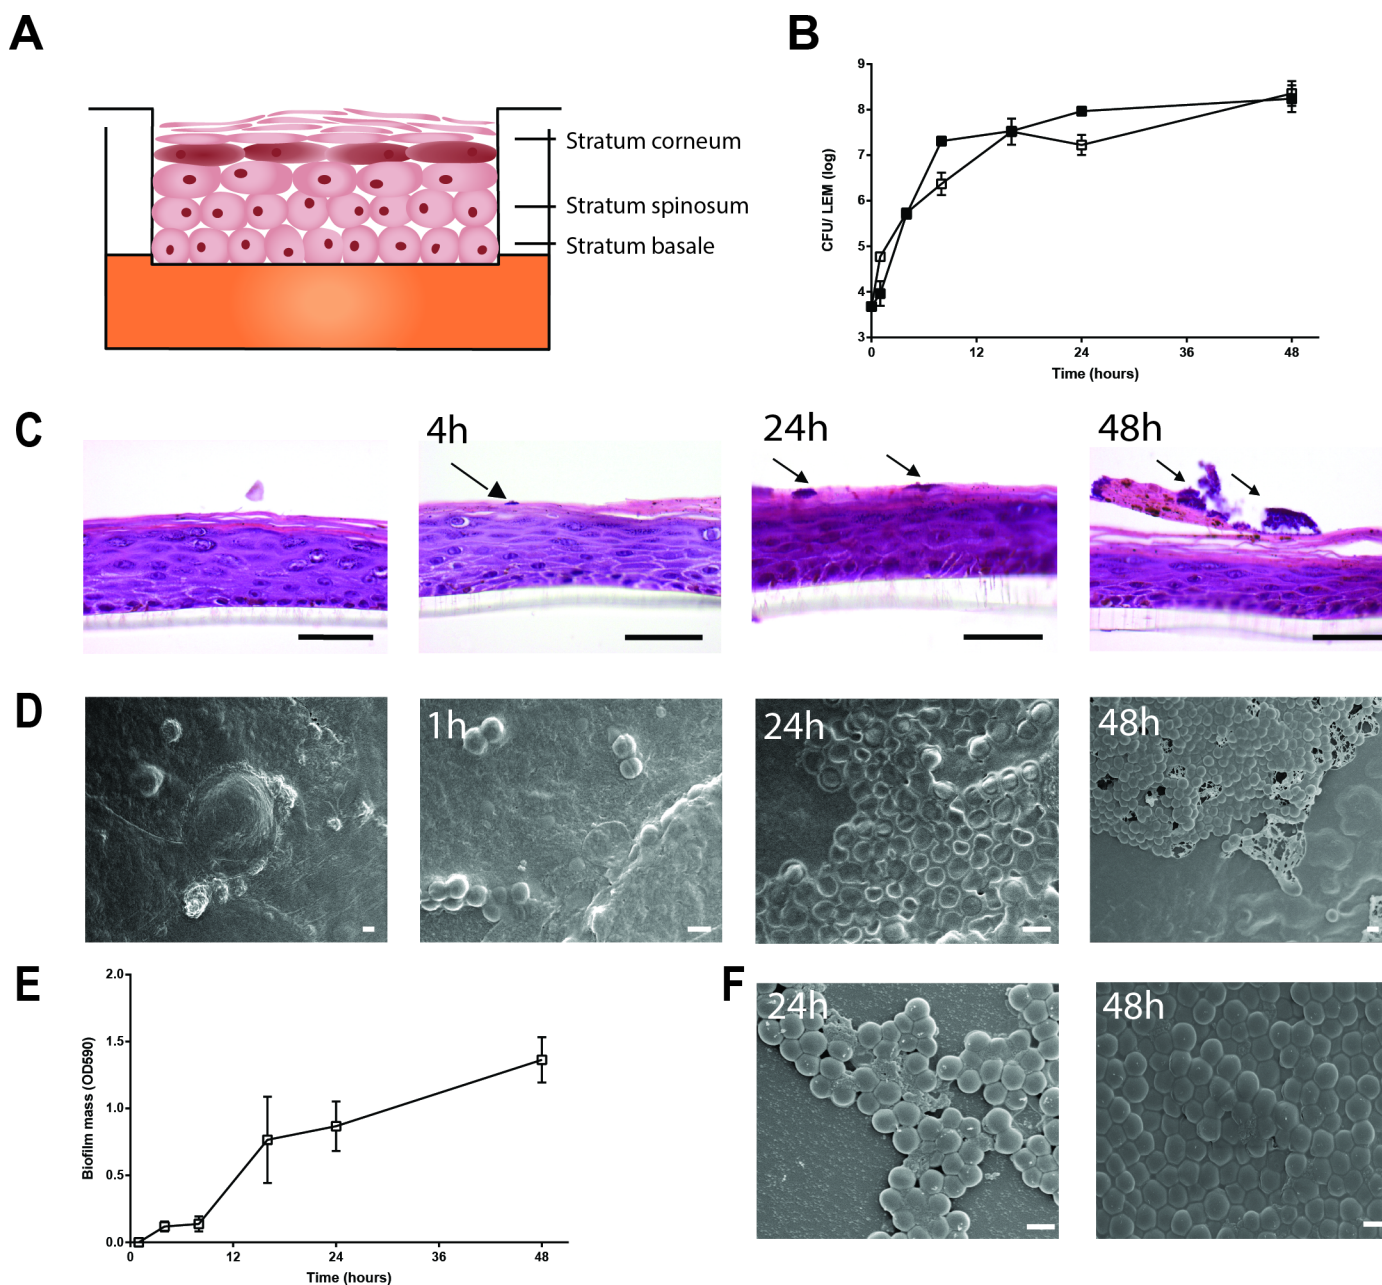 A
Stratum corneum
Stratum spinosum
Stratum basale
B
CFU/ LEM (log)
9
8
7
6
5
4
3
0 12 24 36 48
Time (hours)
C
4h
24h
48h
D
1h
24h
48h
E
Biofilm mass (OD590)
2.0
1.5
1.0
0.5
0.0
0 12 24 36 48
Time (hours)
F
24h
48h